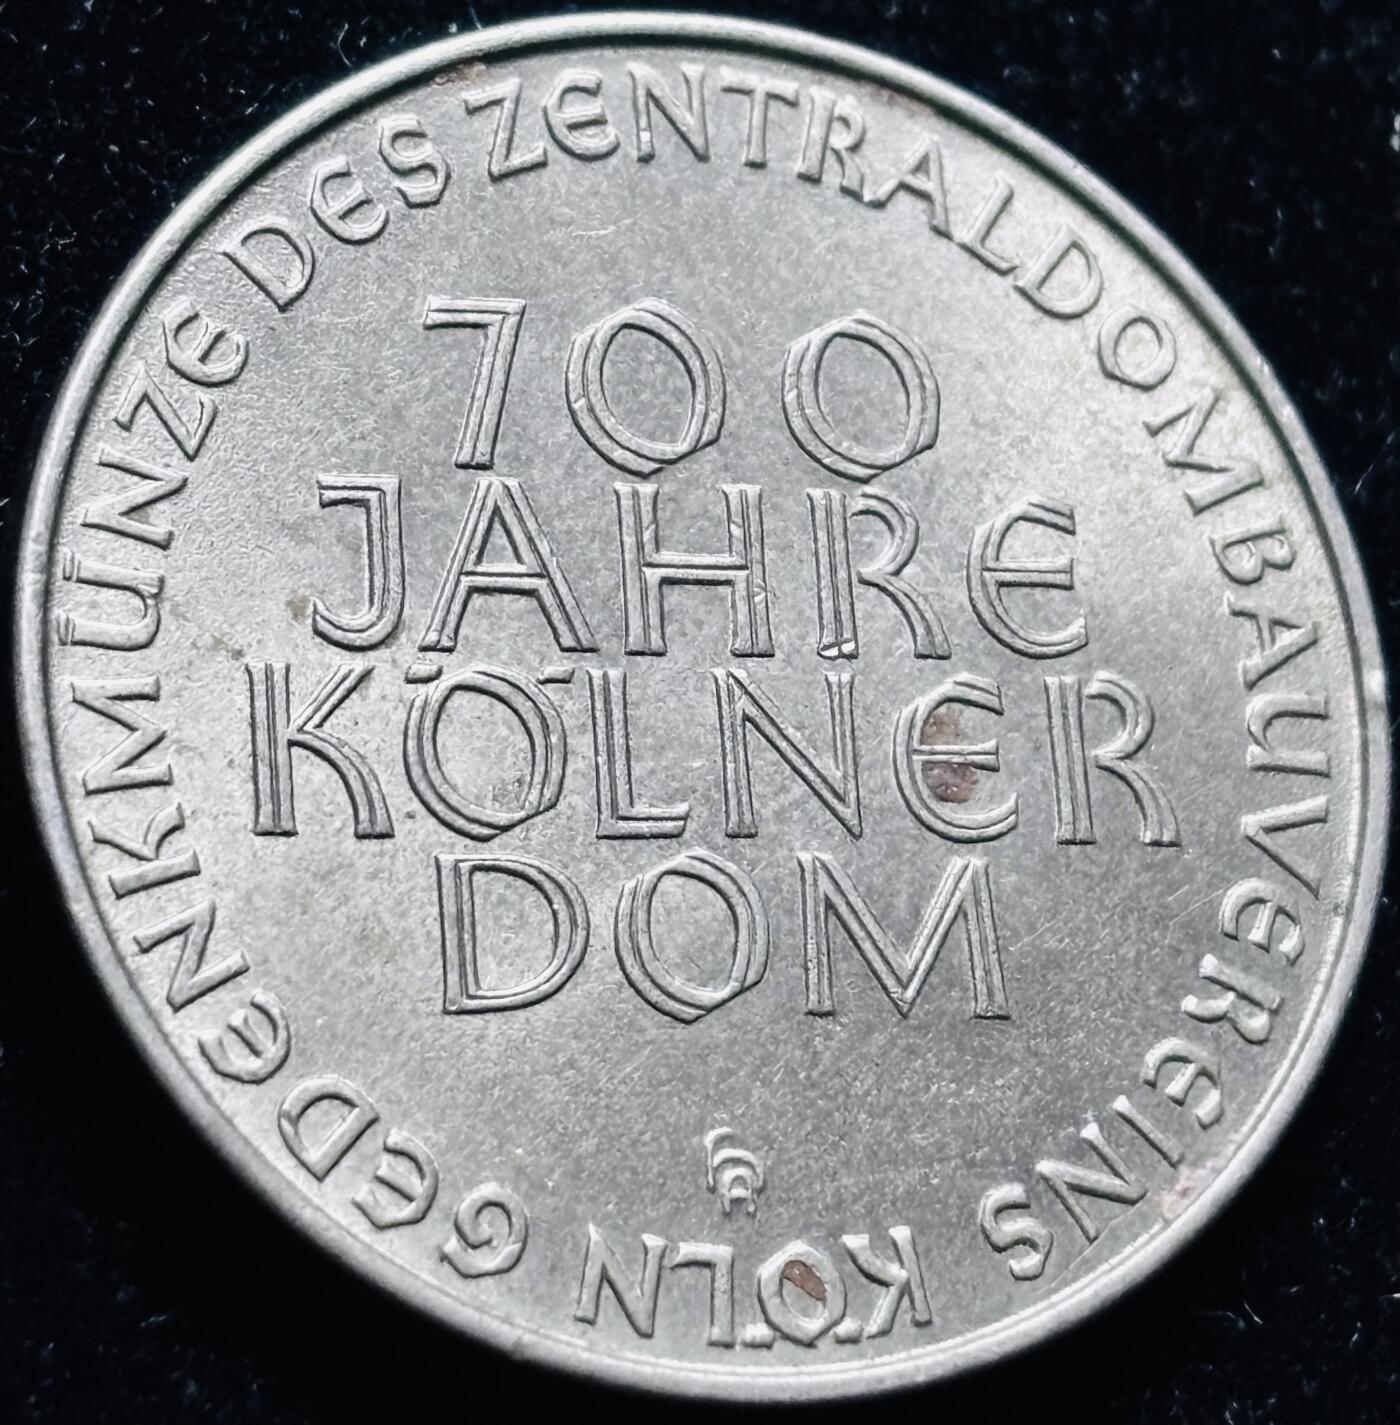 GEDENKMÜNZE DES ZENTRALDOMBAUVEREINS KÖLN
700
JAHRE
KÖLNER
DOM